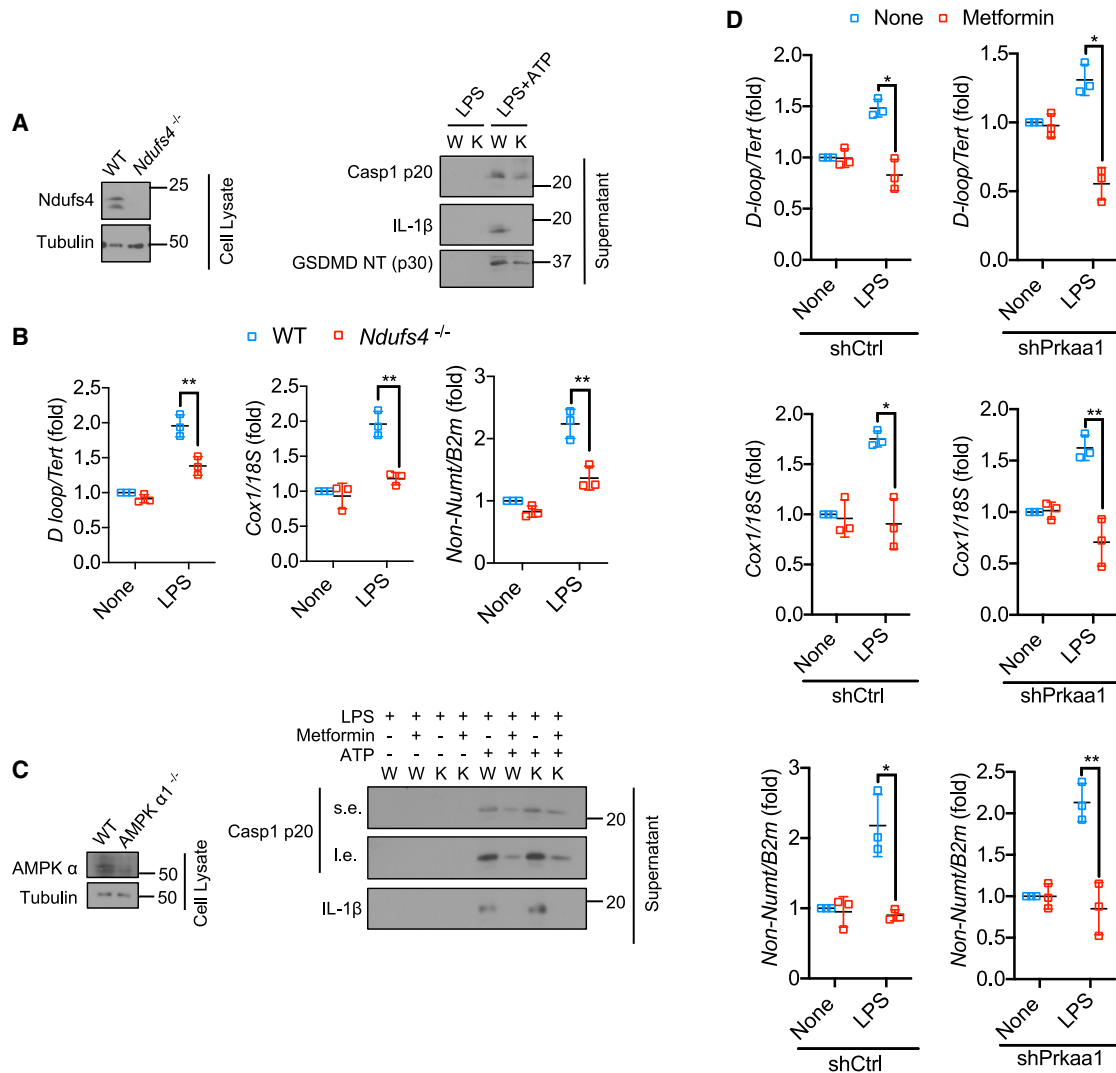 A
WT
Ndufs4 -/-
Ndufs4
25
Tubulin
50
Cell Lysate
LPS
LPS+ATP
W K W K
Casp1 p20
20
IL-1β
20
GSDMD NT (p30)
37
Supernatant
B
WT Ndufs4 -/-
D loop/Tert (fold)
2.5
2.0
1.5
1.0
0.5
0.0
**
None
LPS
Cox1/18S (fold)
2.5
2.0
1.5
1.0
0.5
0.0
**
None
LPS
Non-Numt/B2m (fold)
3
2
1
0
**
None
LPS
C
WT
AMPK α1 -/-
AMPK α
50
Tubulin
50
Cell Lysate
LPS + + + + + + + +
Metformin - + - + - + - +
ATP - - - - + + + +
W W K K W W K K
Casp1 p20
s.e.
20
l.e.
IL-1β
20
Supernatant
D
None Metformin
D-loop/Tert (fold)
2.0
1.5
1.0
0.5
0.0
*
None
LPS
shCtrl
D-loop/Tert (fold)
1.5
1.0
0.5
0.0
*
None
LPS
shPrkaa1
Cox1/18S (fold)
2.0
1.5
1.0
0.5
0.0
*
None
LPS
shCtrl
Cox1/18S (fold)
2.0
1.5
1.0
0.5
0.0
**
None
LPS
shPrkaa1
Non-Numt/B2m (fold)
3
2
1
0
*
None
LPS
shCtrl
Non-Numt/B2m (fold)
2.5
2.0
1.5
1.0
0.5
0.0
**
None
LPS
shPrkaa1